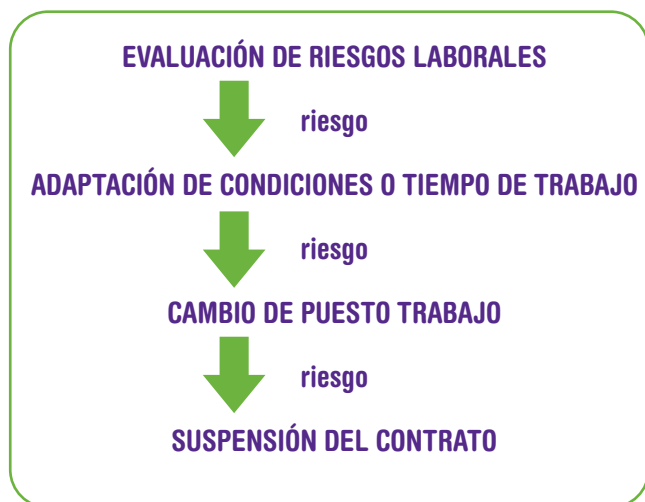 EVALUACIÓN DE RIESGOS LABORALES
riesgo
ADAPTACIÓN DE CONDICIONES O TIEMPO DE TRABAJO
riesgo
CAMBIO DE PUESTO TRABAJO
riesgo
SUSPENSIÓN DEL CONTRATO